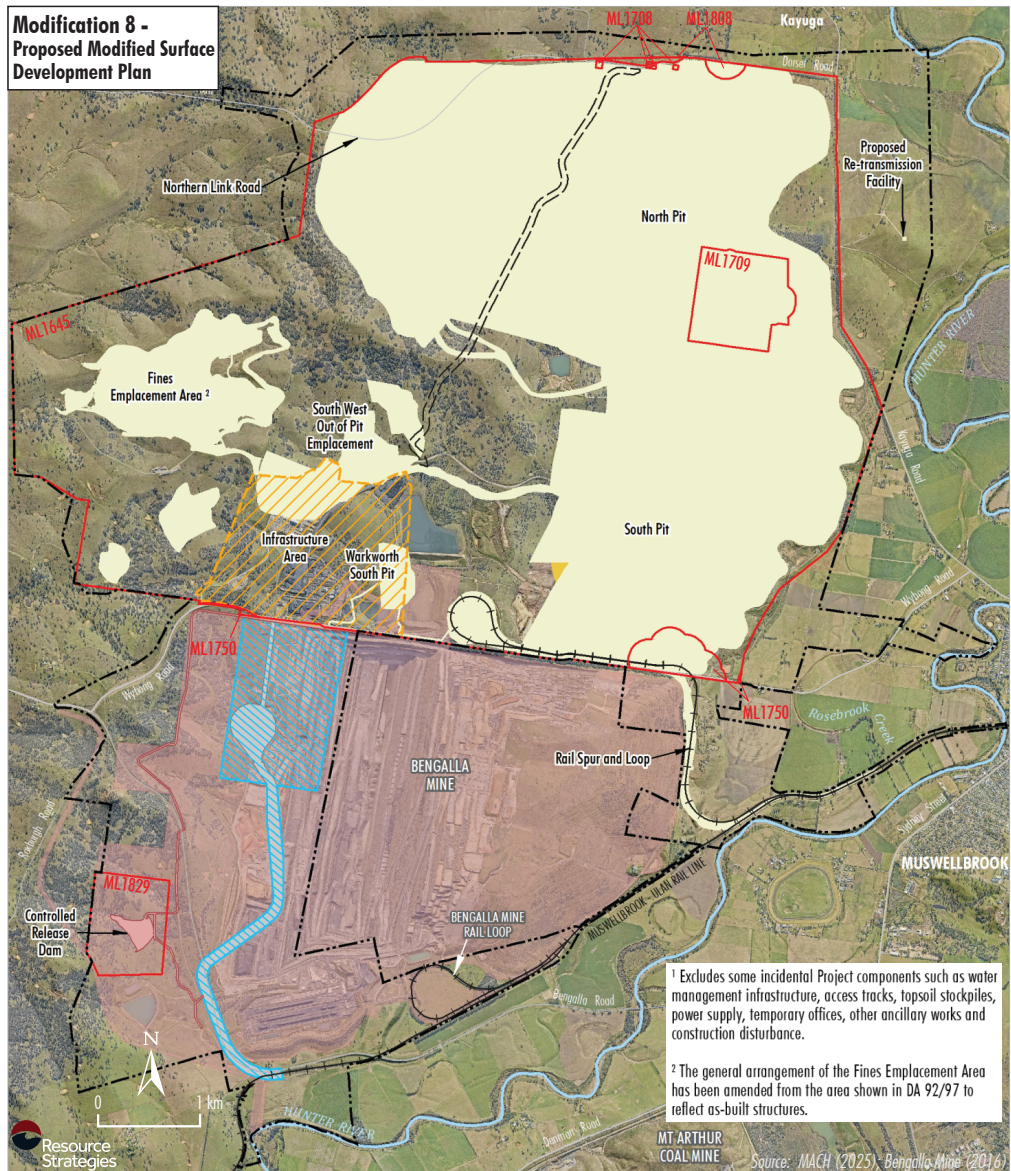 Modification 8 -
Proposed Modified Surface
Development Plan
ML1708
ML1808
Kayuga
Dorset Road
Northern Link Road
Proposed
Re-transmission
Facility
North Pit
ML1709
ML1645
HUNTER RIVER
Fines
Emplacement Area ²
South West
Out of Pit
Emplacement
Kayuga Road
Infrastructure
Area
Warkworth
South Pit
South Pit
Wybong Road
ML1750
Wybong Road
ML1750
Rosebrook Creek
Rail Spur and Loop
BENGALLA
MINE
Roxburgh Road
Sydney Street
MUSWELLBROOK
MUSWELLBROOK - ULAN RAIL LINE
ML1829
Controlled
Release
Dam
BENGALLA MINE
RAIL LOOP
Bengalla Road
¹ Excludes some incidental Project components such as water
management infrastructure, access tracks, topsoil stockpiles,
power supply, temporary offices, other ancillary works and
construction disturbance.
² The general arrangement of the Fines Emplacement Area
has been amended from the area shown in DA 92/97 to
reflect as-built structures.
N
0 1 km
HUNTER RIVER
Denman Road
MT ARTHUR
COAL MINE
Resource
Strategies
Source: MACH (2025); Bengalla Mine (2016)